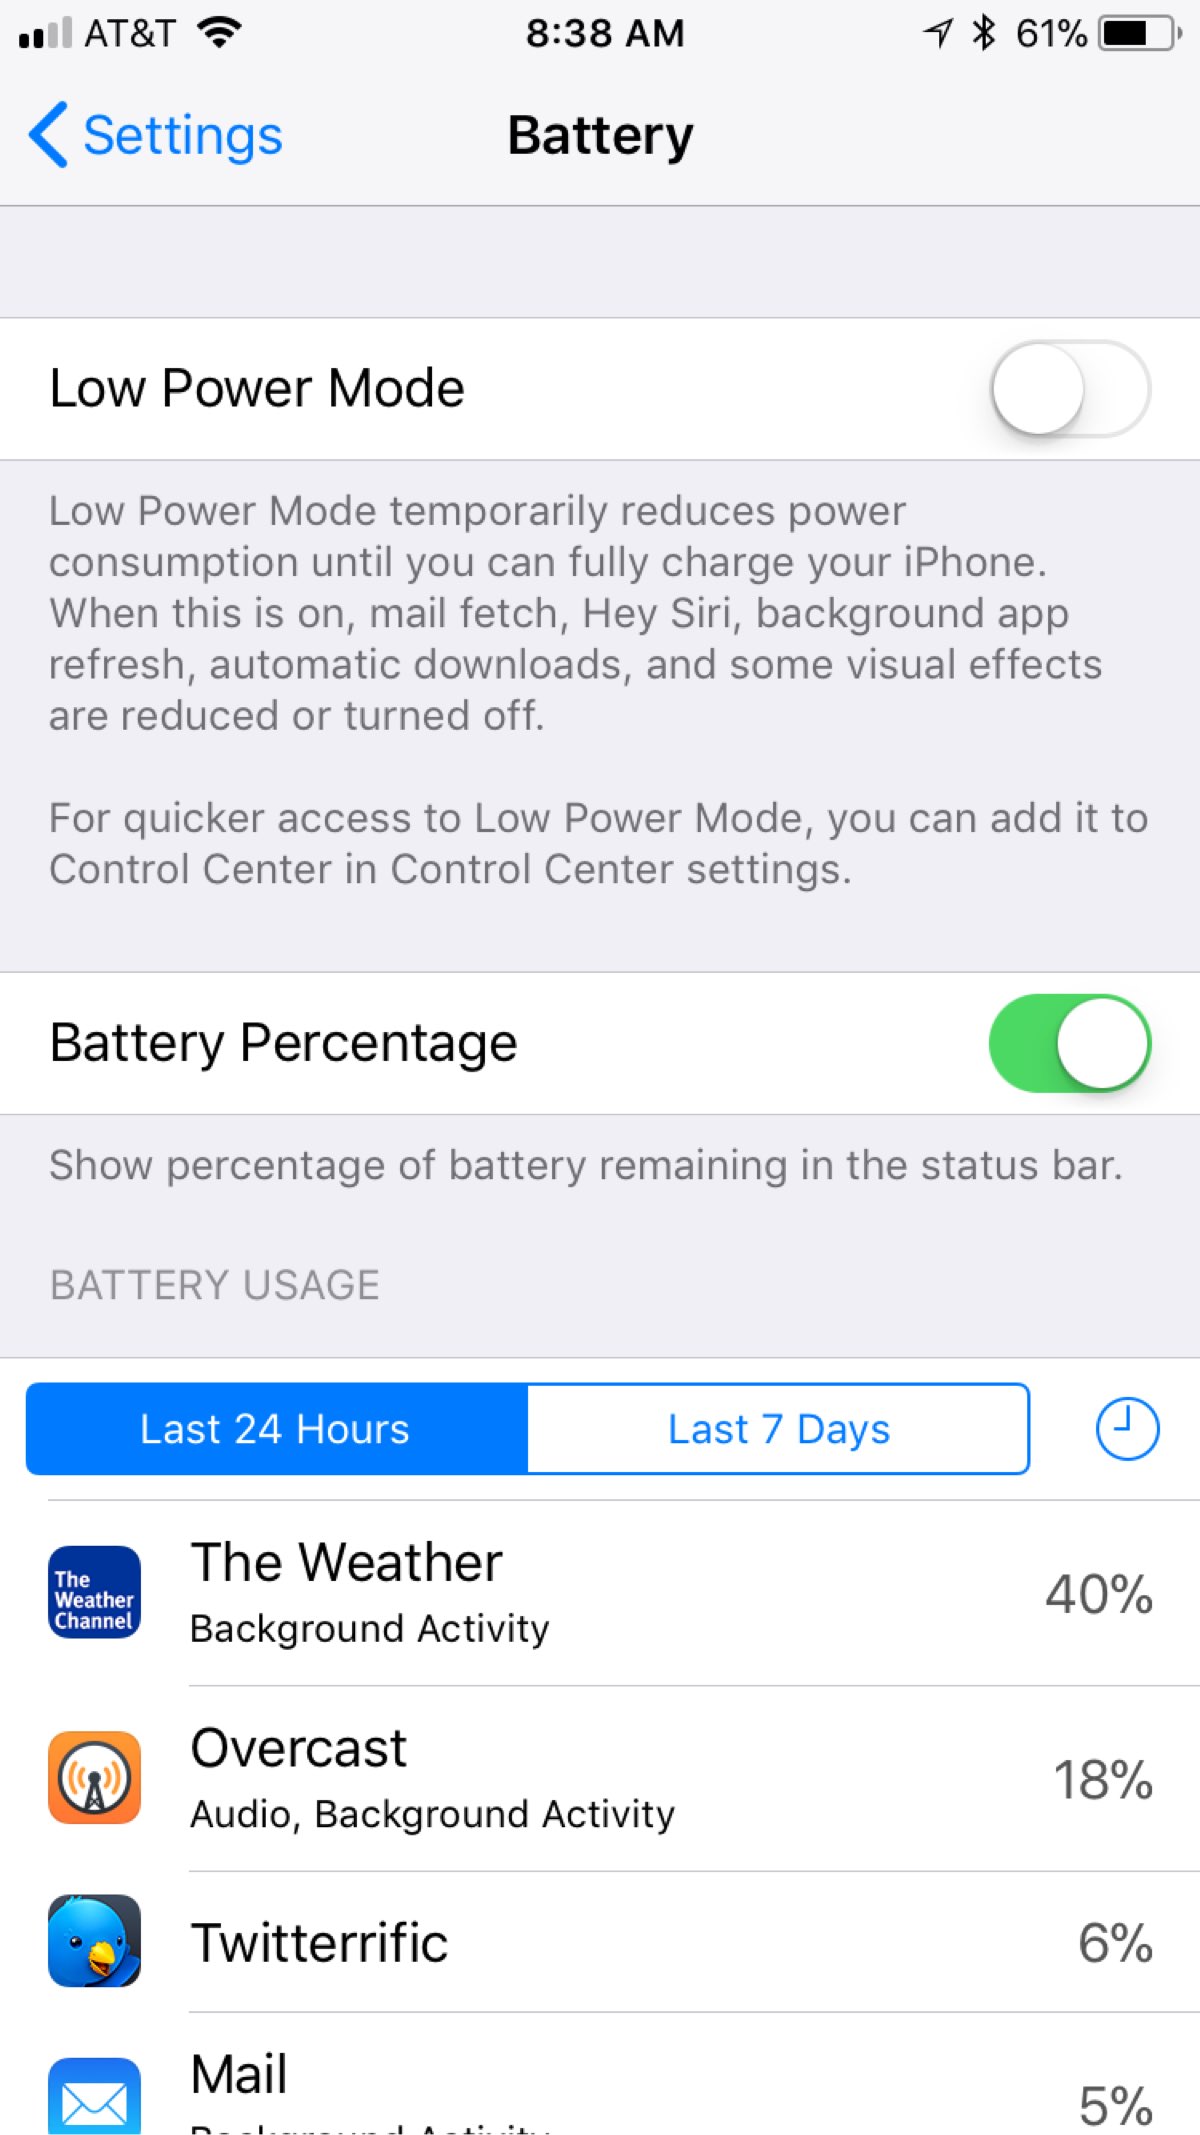 AT&T 8:38 AM 61%
Settings Battery
Low Power Mode
Low Power Mode temporarily reduces power
consumption until you can fully charge your iPhone.
When this is on, mail fetch, Hey Siri, background app
refresh, automatic downloads, and some visual effects
are reduced or turned off.
For quicker access to Low Power Mode, you can add it to
Control Center in Control Center settings.
Battery Percentage
Show percentage of battery remaining in the status bar.
BATTERY USAGE
Last 24 Hours Last 7 Days
The
Weather
Channel
The Weather
Background Activity
40%
Overcast
Audio, Background Activity
18%
Twitterrific 6%
Mail
Background Activity
5%